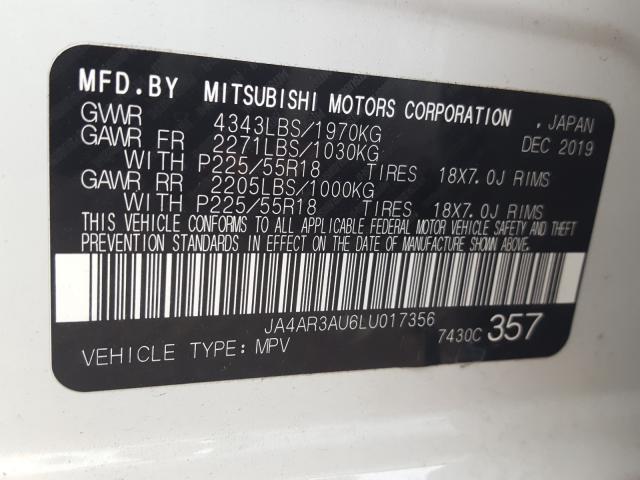 MFD.BY MITSUBISHI MOTORS CORPORATION . JAPAN
GVWR 4343LBS/1970KG DEC 2019
GAWR FR 2271LBS/1030KG
WITH P225/55R18 TIRES 18X7.0J RIMS
GAWR RR 2205LBS/1000KG
WITH P225/55R18 TIRES 18X7.0J RIMS
THIS VEHICLE CONFORMS TO ALL APPLICABLE FEDERAL MOTOR VEHICLE SAFETY AND THEFT
PREVENTION STANDARDS IN EFFECT ON THE DATE OF MANUFACTURE SHOWN ABOVE.
JA4AR3AU6LU017356
VEHICLE TYPE: MPV 7430C 357